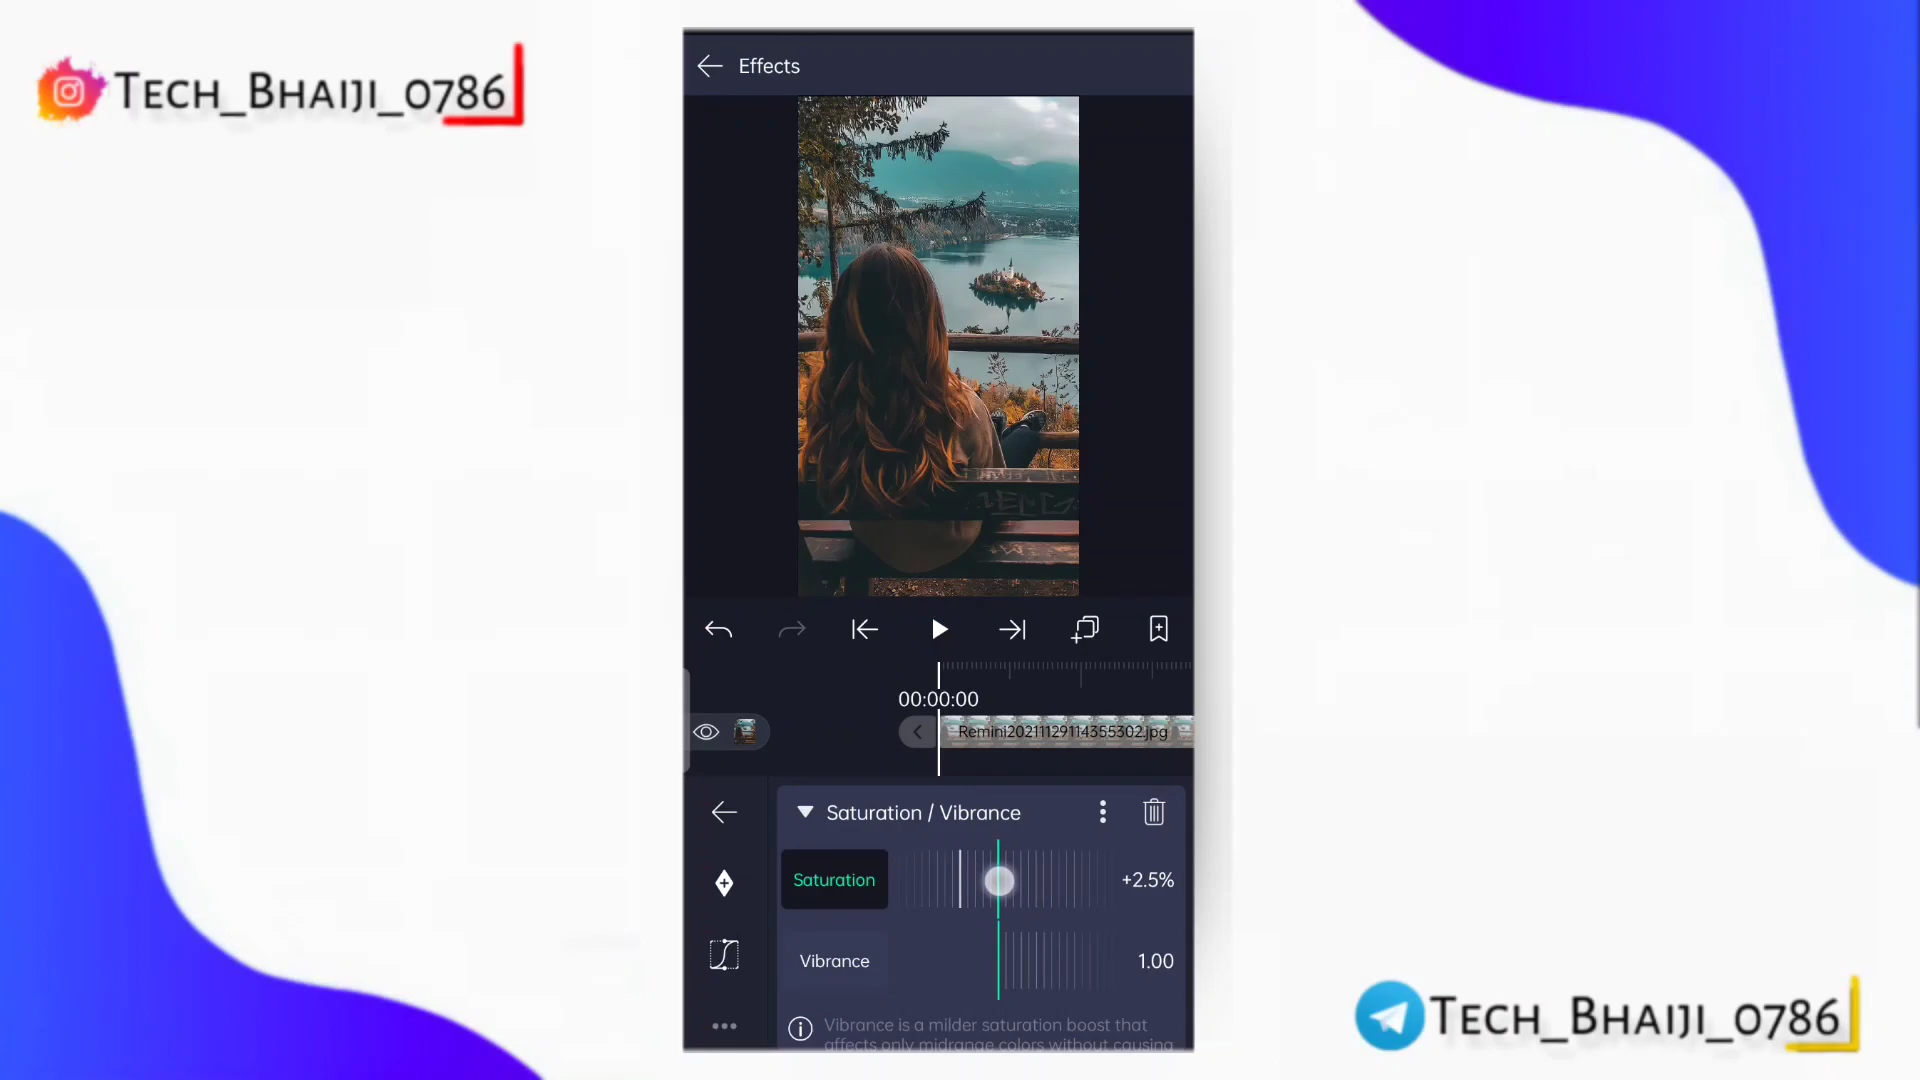 Tech_Bhaiji_0786
Effects
00:00:00
Remini20211129114355302.jpg
Saturation / Vibrance
Saturation
+2.5%
Vibrance
1.00
Vibrance is a milder saturation boost that
affects only midrange colors without causing
Tech_Bhaiji_0786